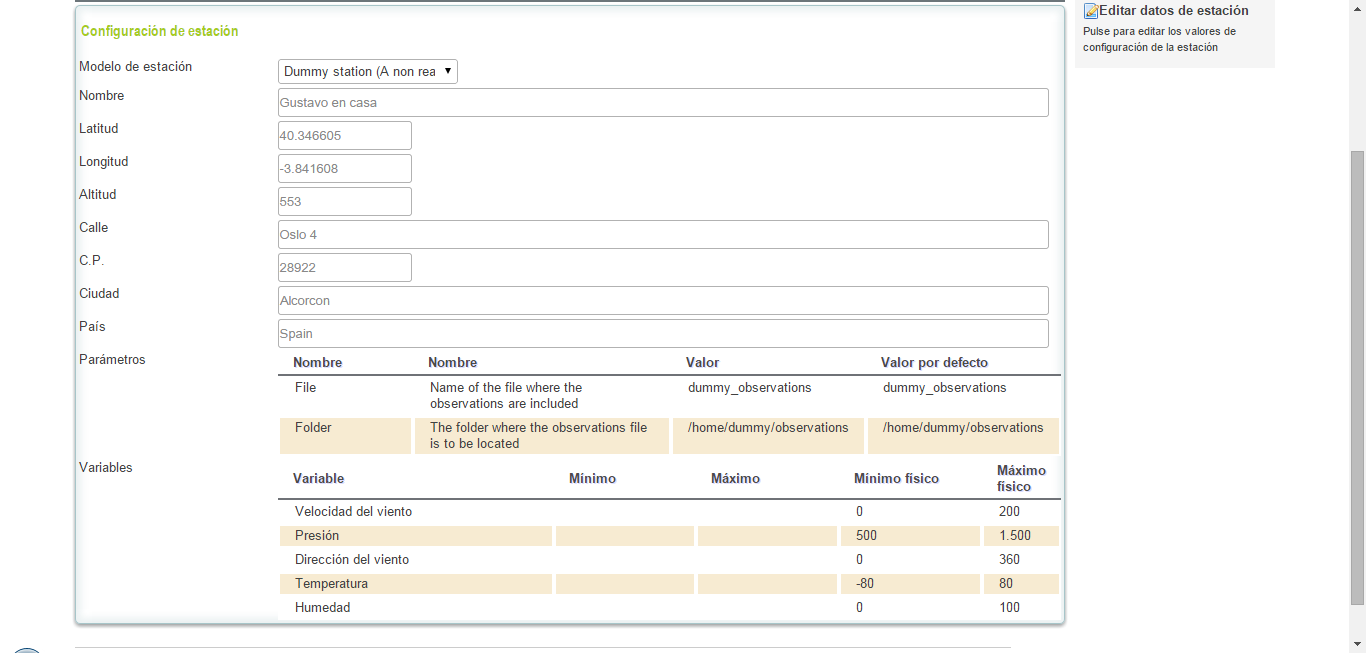 Configuración de estación
Editar datos de estación
Pulse para editar los valores de
configuración de la estación
Modelo de estación Dummy station (A non rea
Nombre Gustavo en casa
Latitud 40.346605
Longitud -3.841608
Altitud 553
Calle Oslo 4
C.P. 28922
Ciudad Alcorcon
País Spain
Parámetros
Nombre Nombre Valor Valor por defecto
File Name of the file where the dummy_observations dummy_observations
observations are included
Folder The folder where the observations file /home/dummy/observations /home/dummy/observations
is to be located
Variables
Variable Mínimo Máximo Mínimo físico Máximo
físico
Velocidad del viento 0 200
Presión 500 1.500
Dirección del viento 0 360
Temperatura -80 80
Humedad 0 100